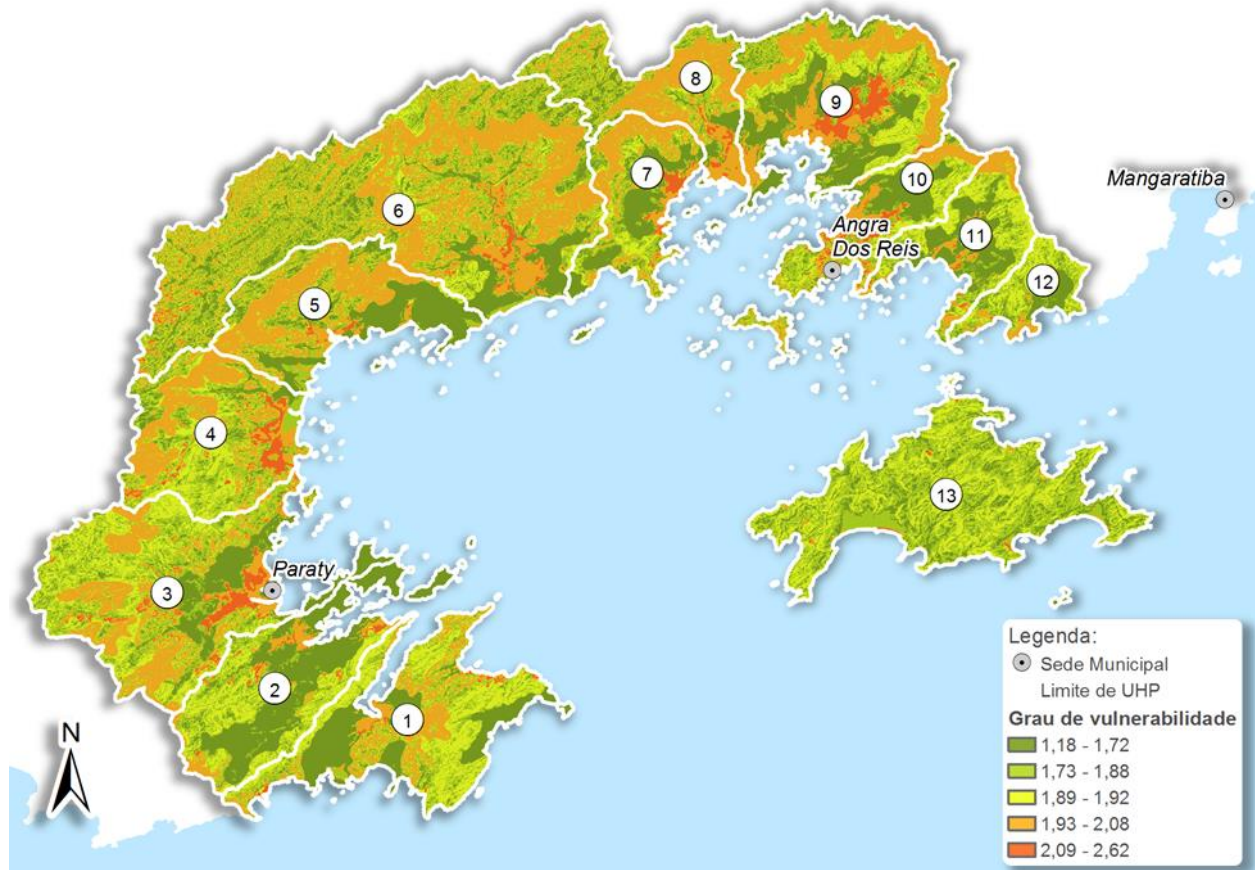 8
9
7
10
Mangaratiba
6
Angra
Dos Reis
11
12
5
4
13
3
Paraty
2
1
N
Legenda:
Sede Municipal
Limite de UHP
Grau de vulnerabilidade
1,18 - 1,72
1,73 - 1,88
1,89 - 1,92
1,93 - 2,08
2,09 - 2,62